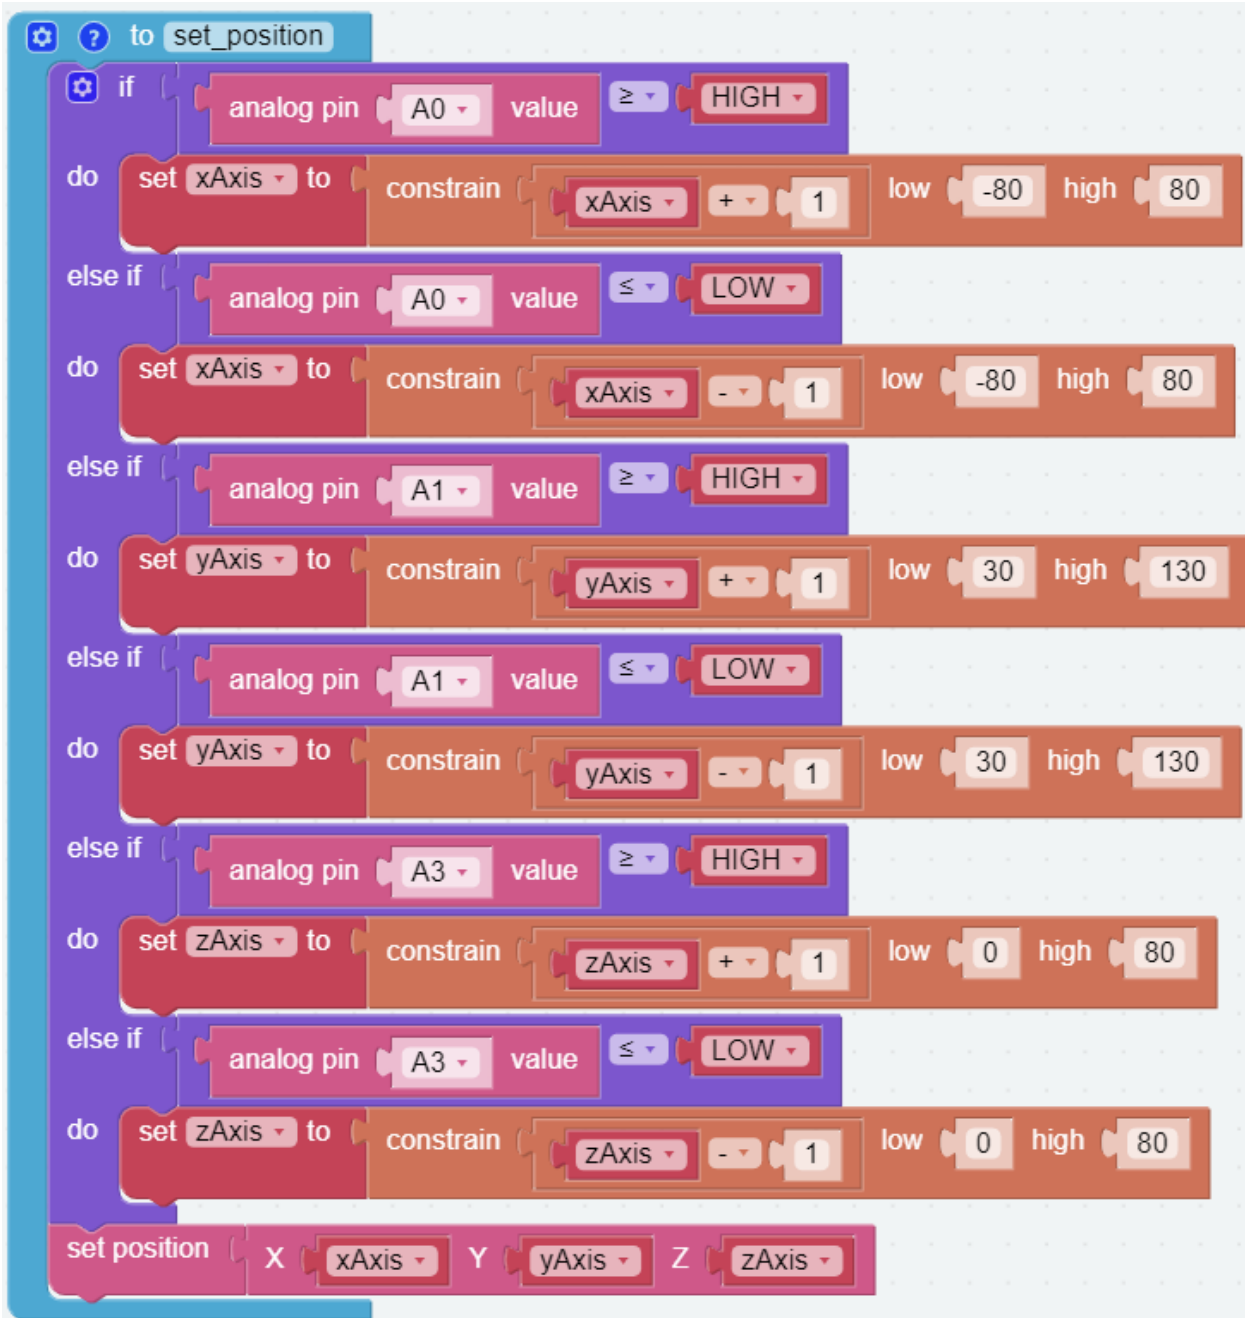 ? to set_position
if analog pin A0 value ≥ HIGH
do set xAxis to constrain xAxis + 1 low -80 high 80
else if analog pin A0 value ≤ LOW
do set xAxis to constrain xAxis - 1 low -80 high 80
else if analog pin A1 value ≥ HIGH
do set yAxis to constrain yAxis + 1 low 30 high 130
else if analog pin A1 value ≤ LOW
do set yAxis to constrain yAxis - 1 low 30 high 130
else if analog pin A3 value ≥ HIGH
do set zAxis to constrain zAxis + 1 low 0 high 80
else if analog pin A3 value ≤ LOW
do set zAxis to constrain zAxis - 1 low 0 high 80
set position X xAxis Y yAxis Z zAxis